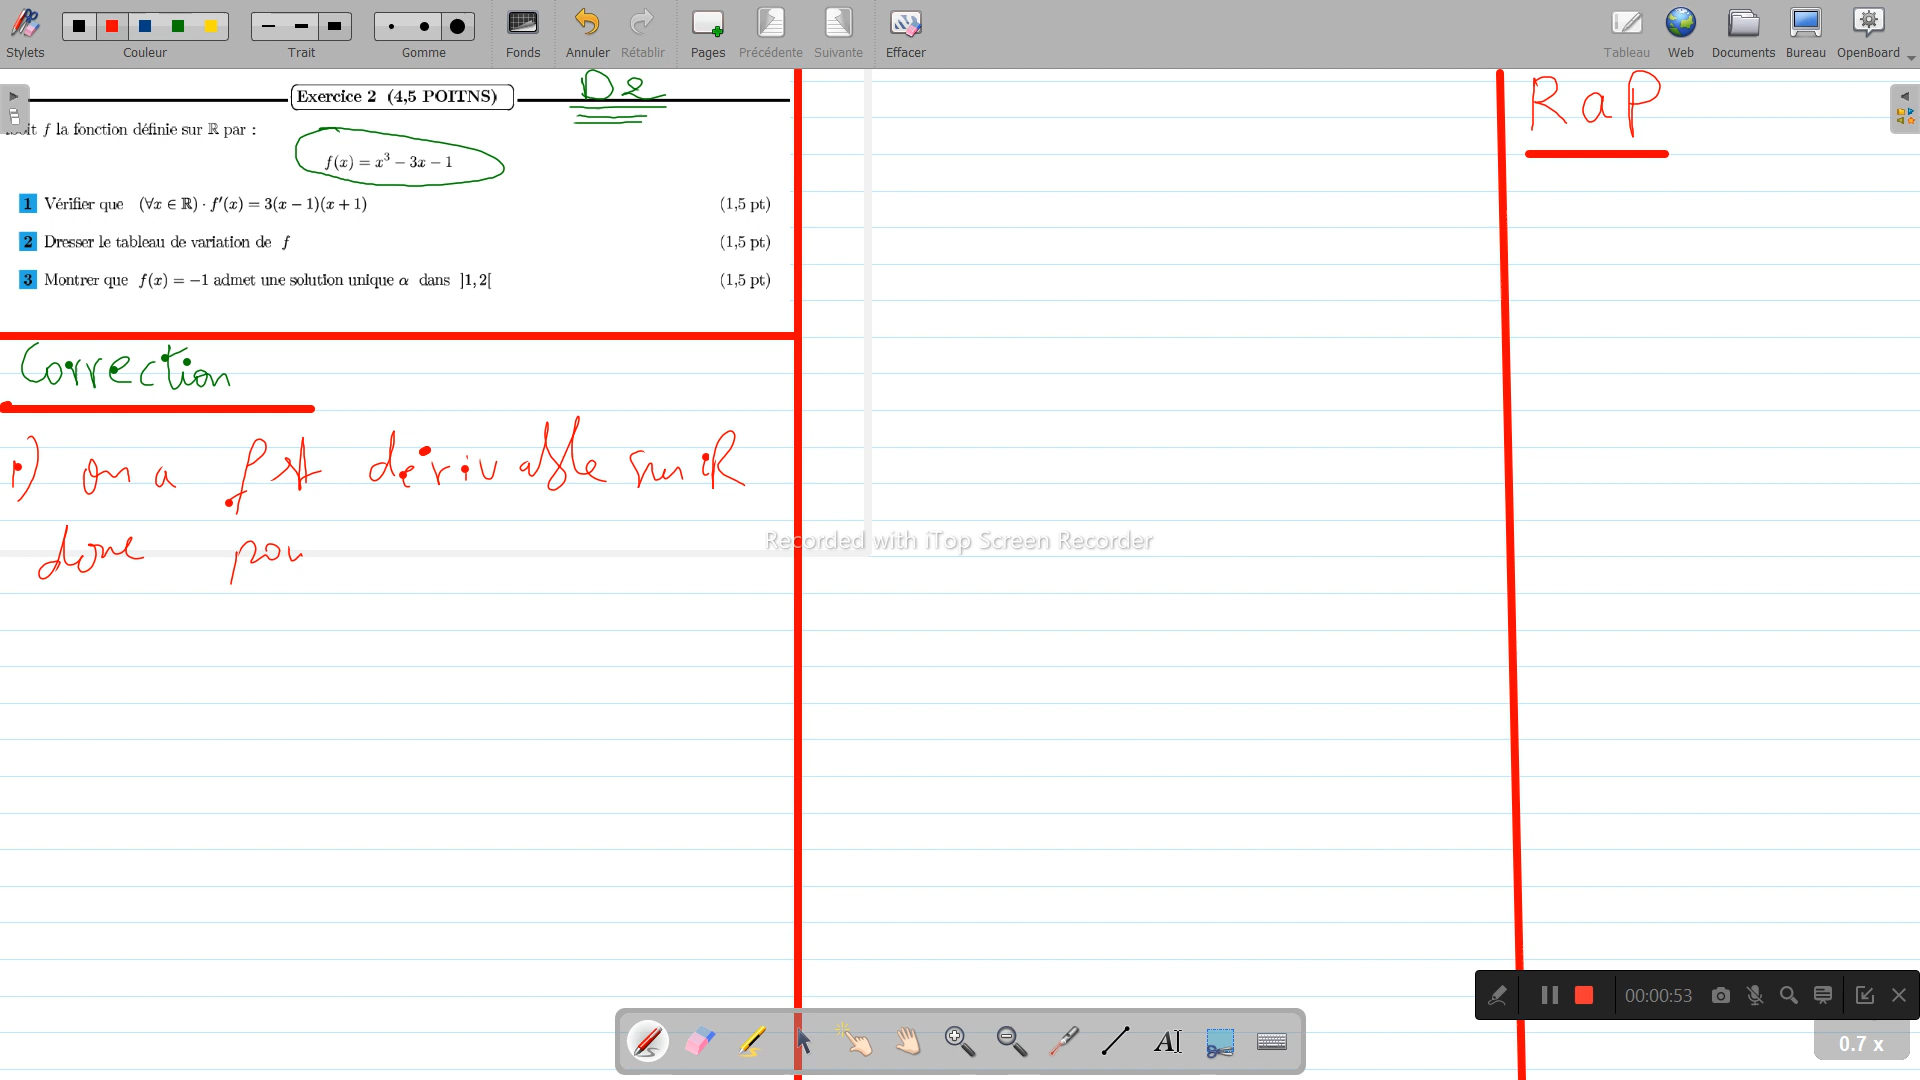 Stylets Couleur Trait Gomme Fonds Annuler Rétablir Pages Précédente Suivante Effacer Tableau Web Documents Bureau OpenBoard
Exercice 2 (4,5 POITNS)
D2
f la fonction définie sur ℝ par :
f(x) = x³ − 3x − 1
1 Vérifier que (∀x ∈ ℝ) · f′(x) = 3(x − 1)(x + 1) (1,5 pt)
2 Dresser le tableau de variation de f (1,5 pt)
3 Montrer que f(x) = −1 admet une solution unique α dans ]1, 2[ (1,5 pt)
Correction
1) on a f est dérivable sur ℝ
donc pou
RaP
Recorded with iTop Screen Recorder
00:00:53
0.7 x